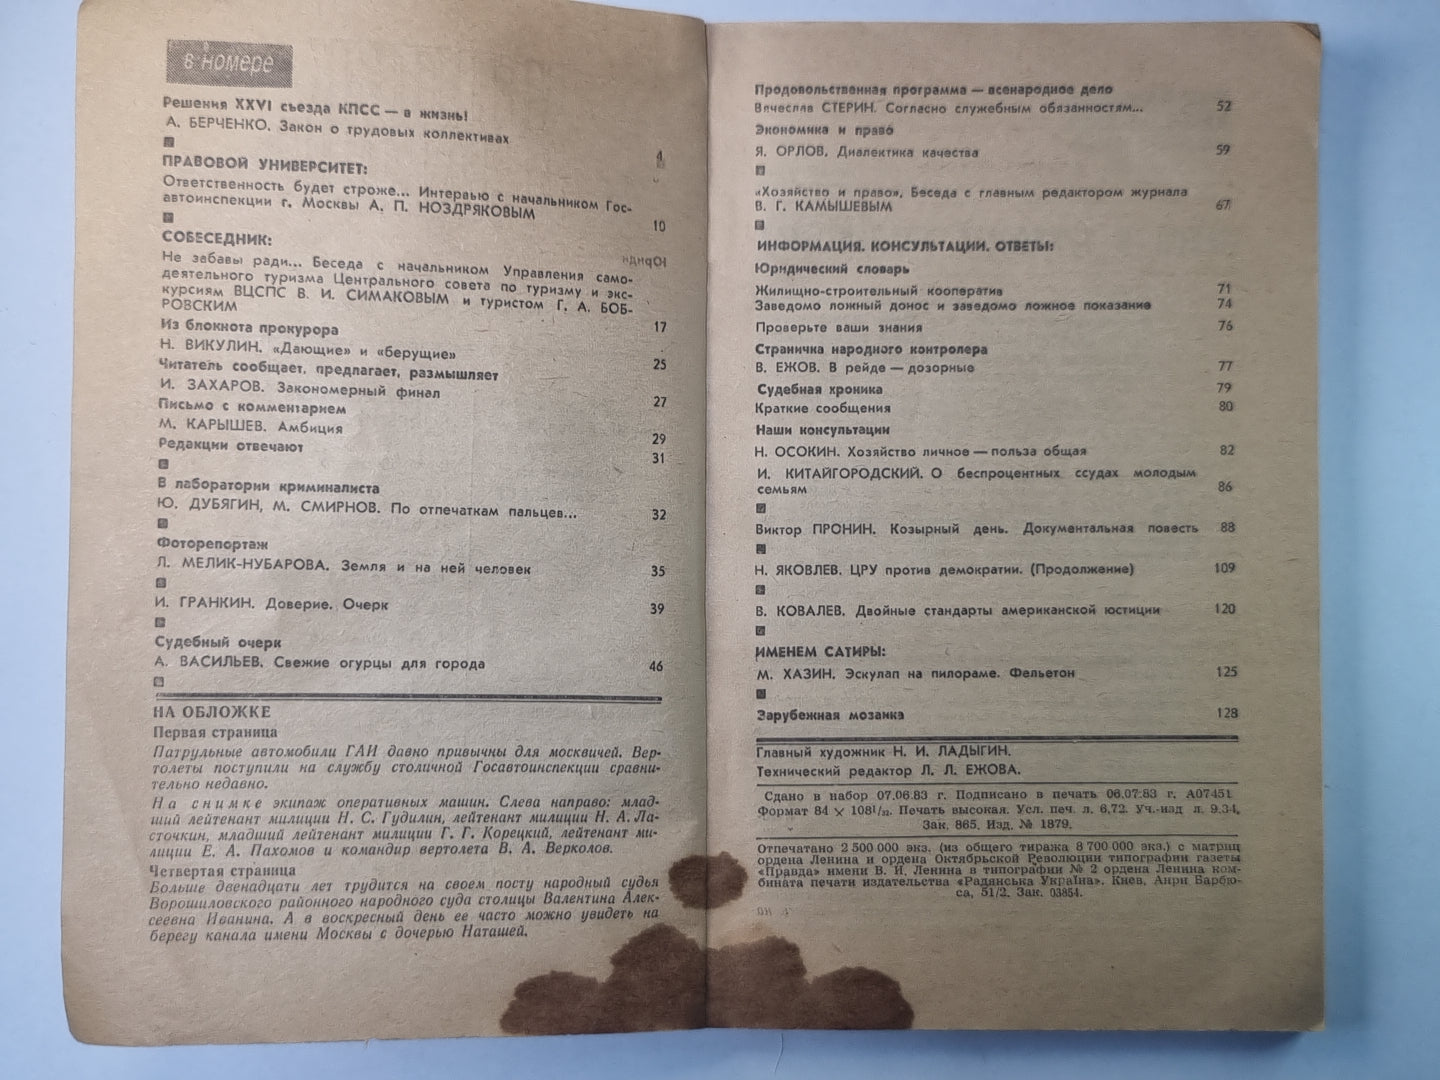 в номере
Решения XXVI съезда КПСС — в жизнь!
А. БЕРЧЕНКО. Закон о трудовых коллективах 4
ПРАВОВОЙ УНИВЕРСИТЕТ:
Ответственность будет строже... Интервью с начальником Гос-
автоинспекции г. Москвы А. П. НОЗДРЯКОВЫМ 10
СОБЕСЕДНИК:
Не забавы ради... Беседа с начальником Управления само-
деятельного туризма Центрального совета по туризму и экс-
курсиям ВЦСПС В. И. СИМАКОВЫМ и туристом Г. А. БОБ-
РОВСКИМ 17
Из блокнота прокурора
Н. ВИКУЛИН. «Дающие» и «берущие» 25
Читатель сообщает, предлагает, размышляет
И. ЗАХАРОВ. Закономерный финал 27
Письмо с комментарием
М. КАРЫШЕВ. Амбиция 29
Редакции отвечают 31
В лаборатории криминалиста
Ю. ДУБЯГИН, М. СМИРНОВ. По отпечаткам пальцев... 32
Фоторепортаж
Л. МЕЛИК-НУБАРОВА. Земля и на ней человек 35
И. ГРАНКИН. Доверие. Очерк 39
Судебный очерк
А. ВАСИЛЬЕВ. Свежие огурцы для города 46
НА ОБЛОЖКЕ
Первая страница
Патрульные автомобили ГАИ давно привычны для москвичей. Вер-
толеты поступили на службу столичной Госавтоинспекции сравни-
тельно недавно.
На снимке экипаж оперативных машин. Слева направо: млад-
ший лейтенант милиции Н. С. Гудилин, лейтенант милиции Н. А. Ла-
сточкин, младший лейтенант милиции Г. Г. Корецкий, лейтенант ми-
лиции Е. А. Пахомов и командир вертолета В. А. Верколов.
Четвертая страница
Больше двенадцати лет трудится на своем посту народный судья
Ворошиловского районного народного суда столицы Валентина Алек-
сеевна Иванина. А в воскресный день ее часто можно увидеть на
берегу канала имени Москвы с дочерью Наташей.
Продовольственная программа — всенародное дело
Вячеслав СТЕРИН. Согласно служебным обязанностям... 52
Экономика и право
Я. ОРЛОВ. Диалектика качества 59
«Хозяйство и право». Беседа с главным редактором журнала
В. Г. КАМЫШЕВЫМ 67
ИНФОРМАЦИЯ. КОНСУЛЬТАЦИИ. ОТВЕТЫ:
Юридический словарь
Жилищно-строительный кооператив 71
Заведомо ложный донос и заведомо ложное показание 74
Проверьте ваши знания 76
Страничка народного контролера
В. ЕЖОВ. В рейде — дозорные 77
Судебная хроника 79
Краткие сообщения 80
Наши консультации
Н. ОСОКИН. Хозяйство личное — польза общая 82
И. КИТАЙГОРОДСКИЙ. О беспроцентных ссудах молодым
семьям 86
Виктор ПРОНИН. Козырный день. Документальная повесть 88
Н. ЯКОВЛЕВ. ЦРУ против демократии. (Продолжение) 109
В. КОВАЛЕВ. Двойные стандарты американской юстиции 120
ИМЕНЕМ САТИРЫ:
М. ХАЗИН. Эскулап на пилораме. Фельетон 125
Зарубежная мозаика 128
Главный художник Н. И. ЛАДЫГИН.
Технический редактор Л. Л. ЕЖОВА.
Сдано в набор 07.06.83 г. Подписано в печать 06.07.83 г. А07451
Формат 84 × 108¹/₃₂. Печать высокая. Усл. печ. л. 6,72. Уч.-изд л. 9.34,
Зак. 865. Изд. № 1879.
Отпечатано 2 500 000 экз. (из общего тиража 8 700 000 экз.) с матриц
ордена Ленина и ордена Октябрьской Революции типографии газеты
«Правда» имени В. И. Ленина в типографии № 2 ордена Ленина ком-
бината печати издательства «Радянська Україна». Киев, Анри Барбю-
са, 51/2. Зак. 03854.